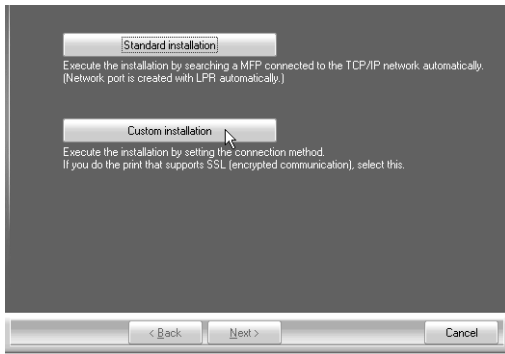 Standard installation
Execute the installation by searching a MFP connected to the TCP/IP network automatically.
(Network port is created with LPR automatically.)
Custom installation
Execute the installation by setting the connection method.
If you do the print that supports SSL (encrypted communication), select this.
< Back
Next >
Cancel